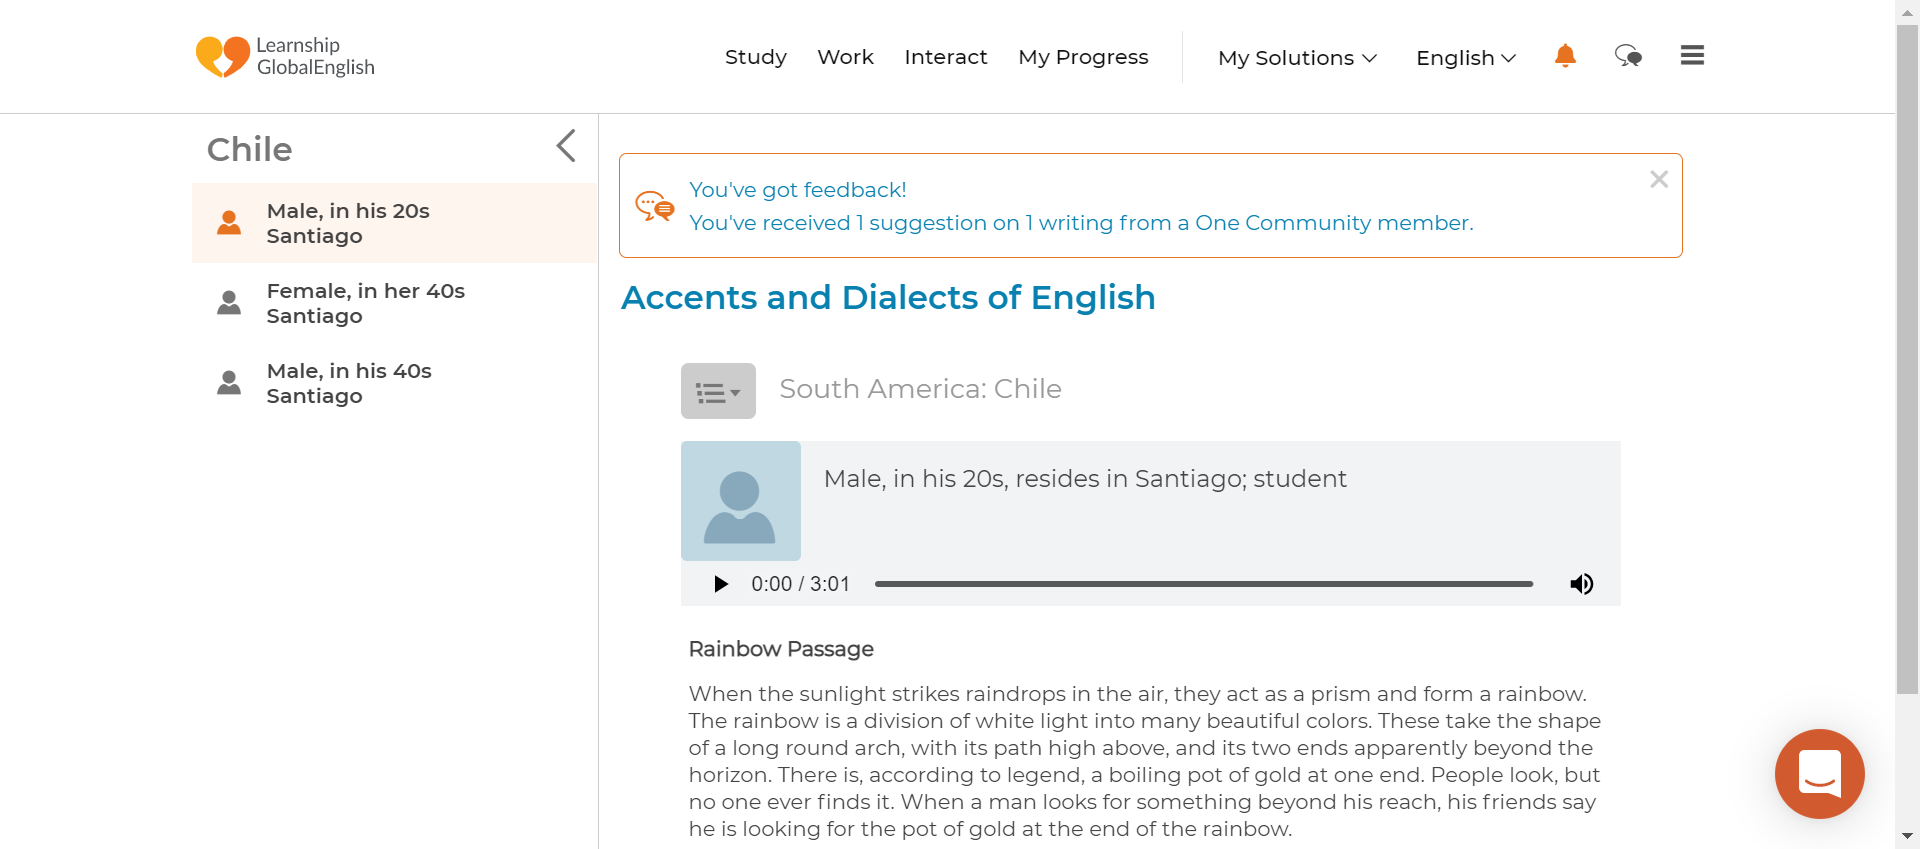 Learnship
GlobalEnglish
Study
Work
Interact
My Progress
My Solutions
English
Chile
Male, in his 20s
Santiago
Female, in her 40s
Santiago
Male, in his 40s
Santiago
You've got feedback!
You've received 1 suggestion on 1 writing from a One Community member.
Accents and Dialects of English
South America: Chile
Male, in his 20s, resides in Santiago; student
0:00 / 3:01
Rainbow Passage
When the sunlight strikes raindrops in the air, they act as a prism and form a rainbow.
The rainbow is a division of white light into many beautiful colors. These take the shape
of a long round arch, with its path high above, and its two ends apparently beyond the
horizon. There is, according to legend, a boiling pot of gold at one end. People look, but
no one ever finds it. When a man looks for something beyond his reach, his friends say
he is looking for the pot of gold at the end of the rainbow.